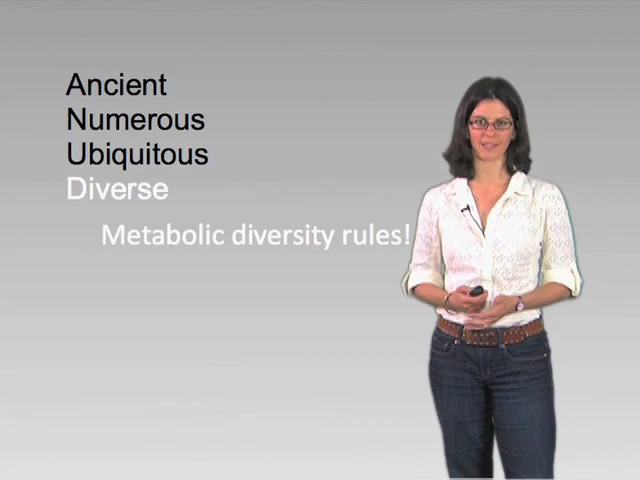 Ancient
Numerous
Ubiquitous
Diverse
Metabolic diversity rules!